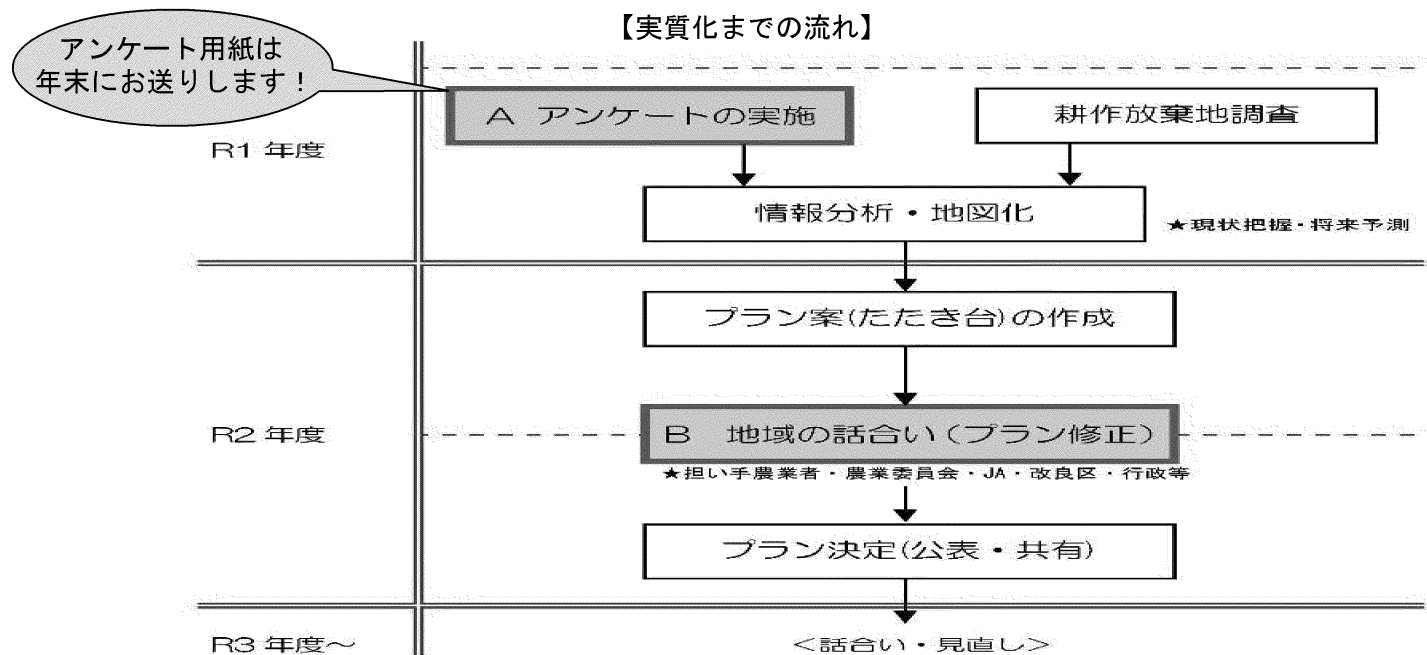 【実質化までの流れ】
アンケート用紙は
年末にお送りします！
A アンケートの実施
耕作放棄地調査
R1 年度
情報分析・地図化
★現状把握・将来予測
プラン案(たたき台)の作成
R2 年度
B 地域の話合い（プラン修正）
★担い手農業者・農業委員会・JA・改良区・行政等
プラン決定(公表・共有)
R3 年度～
＜話合い・見直し＞